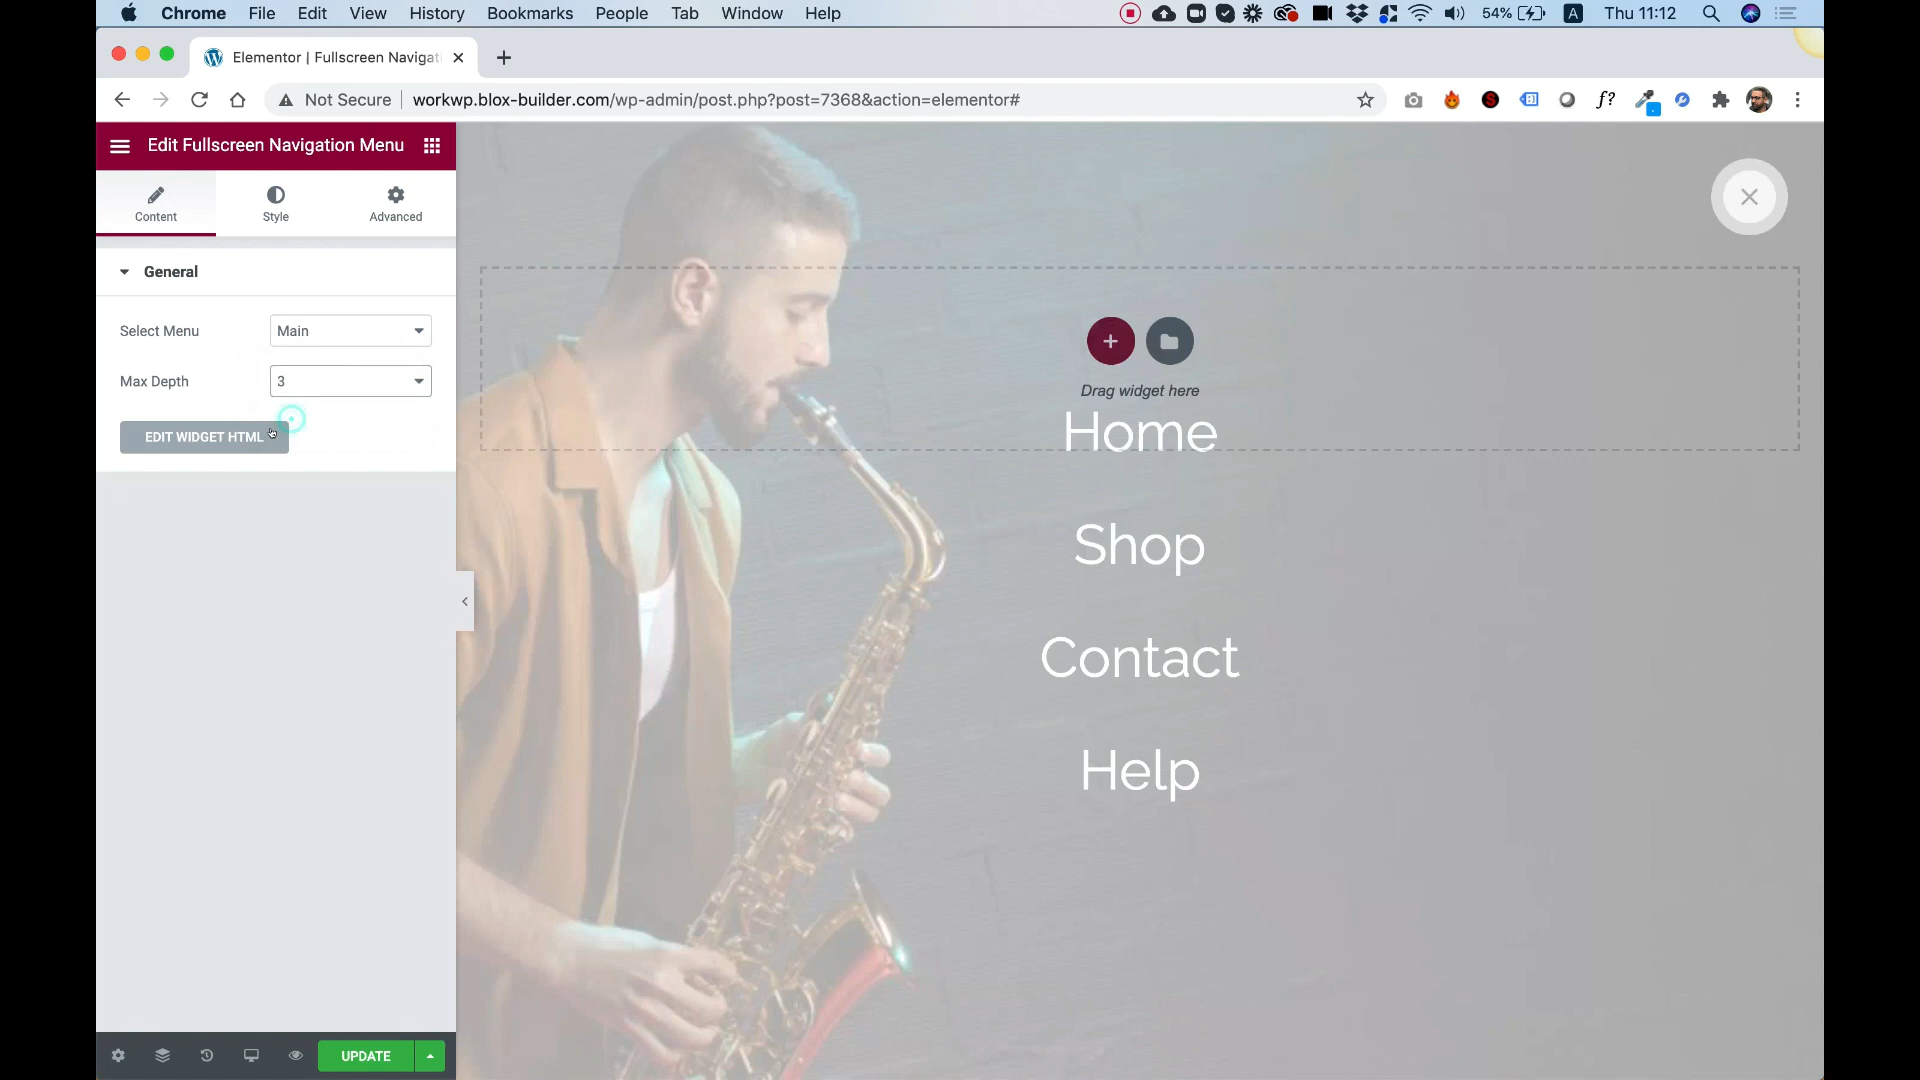 Chrome File Edit View History Bookmarks People Tab Window Help 54% A Thu 11:12
Elementor | Fullscreen Navigati
Not Secure workwp.blox-builder.com/wp-admin/post.php?post=7368&action=elementor# f?
Edit Fullscreen Navigation Menu
Content Style Advanced
General
Select Menu Main
Max Depth 3
EDIT WIDGET HTML
Drag widget here
Home
Shop
Contact
Help
UPDATE